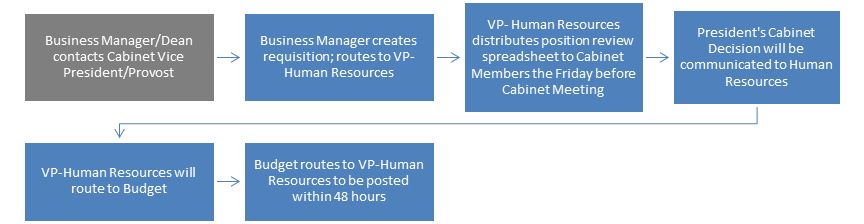 Business Manager/Dean
contacts Cabinet Vice
President/Provost
Business Manager creates
requisition; routes to VP-
Human Resources
VP- Human Resources
distributes position review
spreadsheet to Cabinet
Members the Friday before
Cabinet Meeting
President's Cabinet
Decision will be
communicated to Human
Resources
VP-Human Resources will
route to Budget
Budget routes to VP-Human
Resources to be posted
within 48 hours